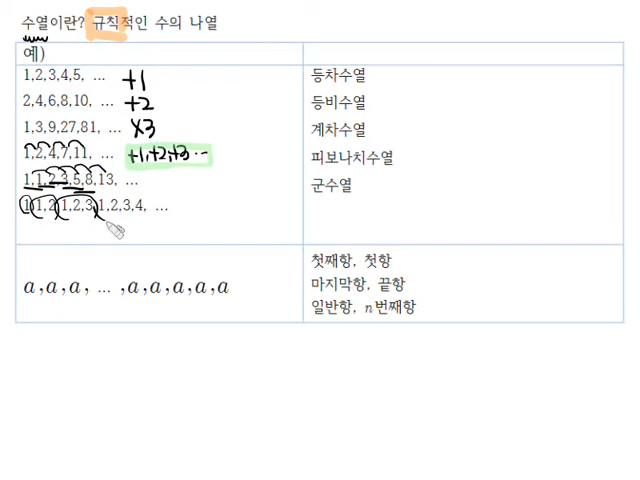 수열이란? 규칙적인 수의 나열
예)
1,2,3,4,5, … +1
등차수열
2,4,6,8,10, … +2
등비수열
1,3,9,27,81, … ×3
계차수열
1,2,4,7,11, … +1,+2,+3…
피보나치수열
1,1,2,3,5,8,13, …
군수열
1,1,2,1,2,3,1,2,3,4, …
a,a,a, … ,a,a,a,a,a
첫째항, 첫항
마지막항, 끝항
일반항, n번째항